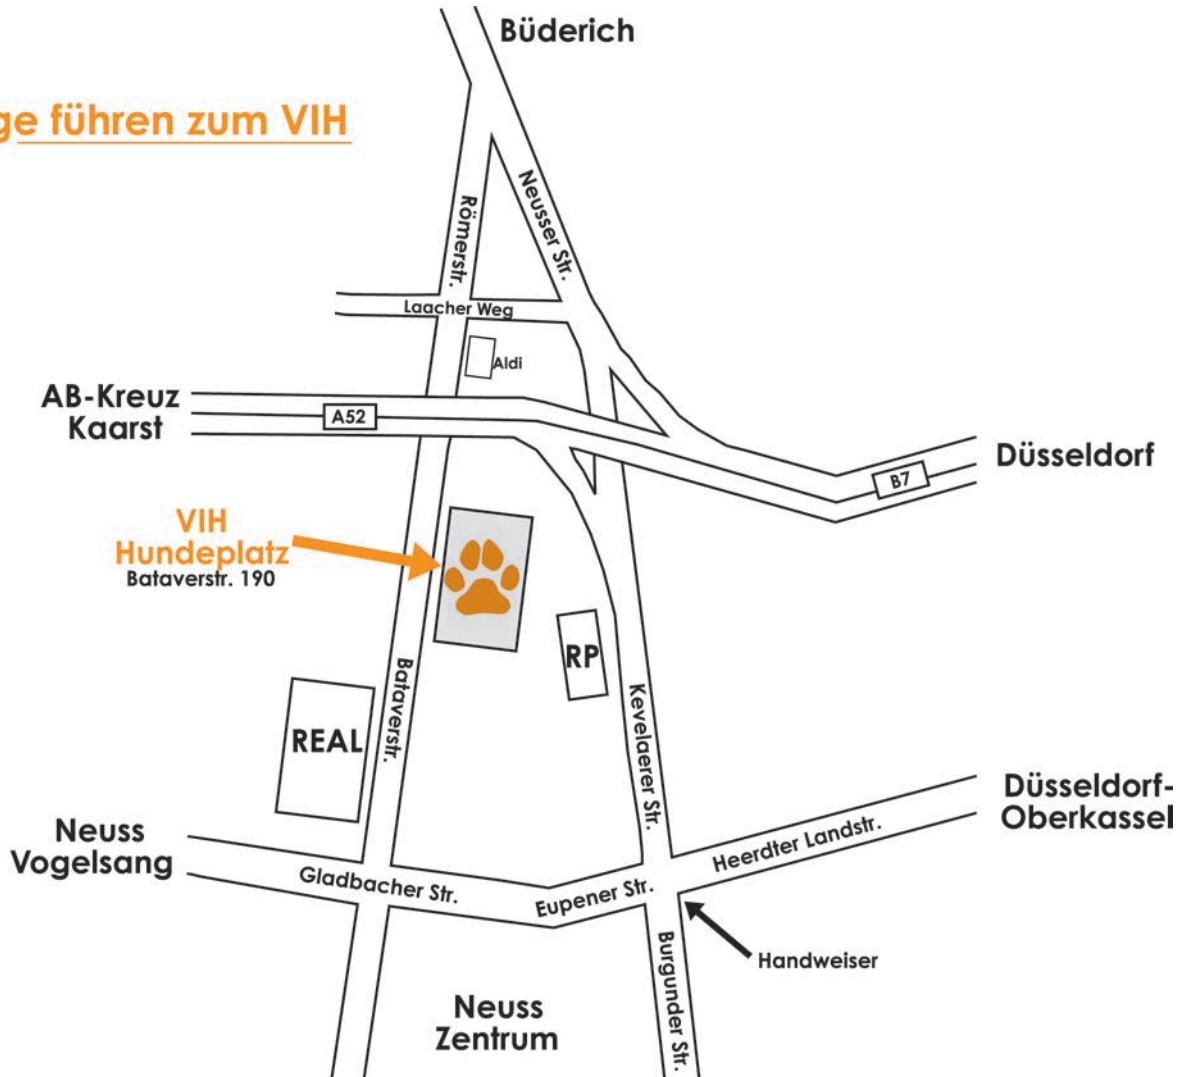 Büderich
ge führen zum VIH
Römerstr.
Neusser Str.
Laacher Weg
Aldi
AB-Kreuz
Kaarst
A52
Düsseldorf
B7
VIH
Hundeplatz
Bataverstr. 190
RP
Bataverstr.
Kevelaerer Str.
REAL
Düsseldorf-
Oberkassel
Neuss
Vogelsang
Heerdter Landstr.
Gladbacher Str.
Eupener Str.
Handweiser
Burgunder Str.
Neuss
Zentrum